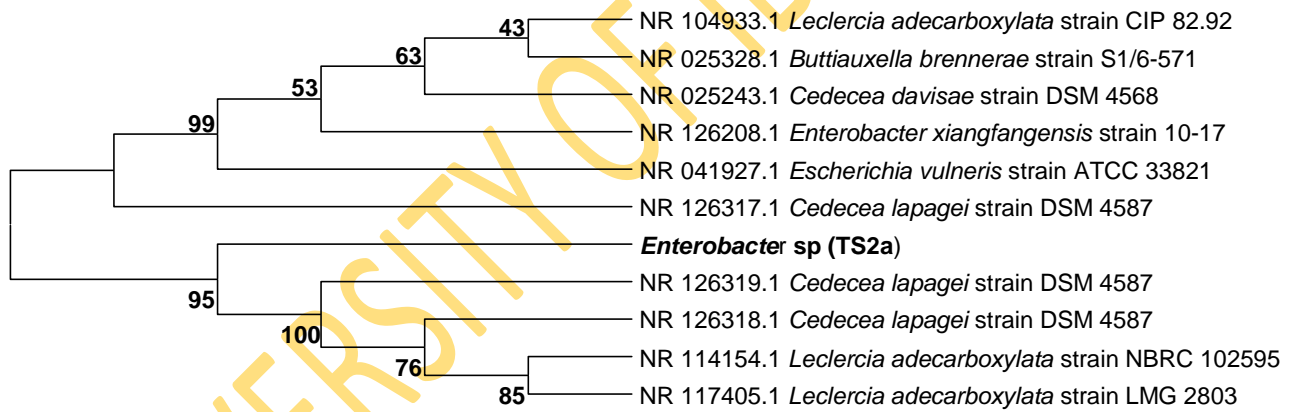 43 NR 104933.1 Leclercia adecarboxylata strain CIP 82.92
63 NR 025328.1 Buttiauxella brennerae strain S1/6-571
53 NR 025243.1 Cedecea davisae strain DSM 4568
99 NR 126208.1 Enterobacter xiangfangensis strain 10-17
NR 041927.1 Escherichia vulneris strain ATCC 33821
NR 126317.1 Cedecea lapagei strain DSM 4587
Enterobacter sp (TS2a)
95 NR 126319.1 Cedecea lapagei strain DSM 4587
100 NR 126318.1 Cedecea lapagei strain DSM 4587
76 NR 114154.1 Leclercia adecarboxylata strain NBRC 102595
85 NR 117405.1 Leclercia adecarboxylata strain LMG 2803
VERSITY OF